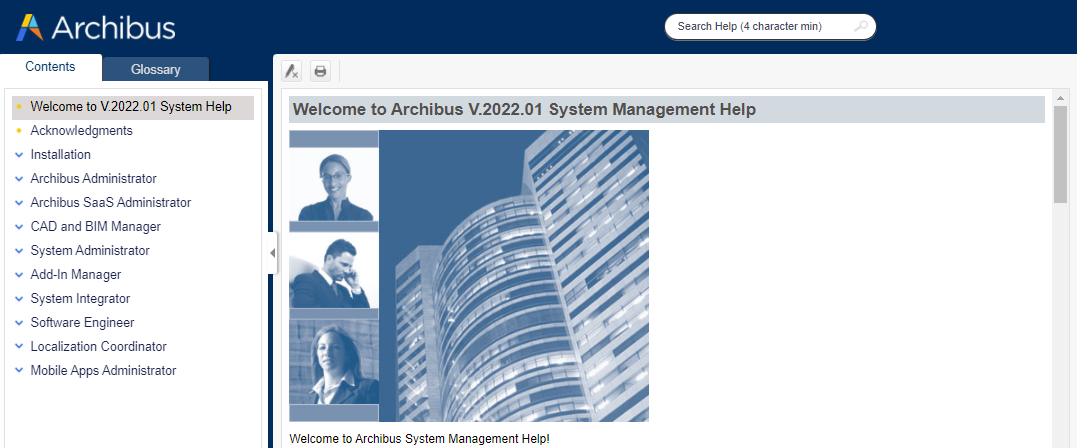 Archibus
Search Help (4 character min)
Contents
Glossary
Welcome to V.2022.01 System Help
Acknowledgments
Installation
Archibus Administrator
Archibus SaaS Administrator
CAD and BIM Manager
System Administrator
Add-In Manager
System Integrator
Software Engineer
Localization Coordinator
Mobile Apps Administrator
Welcome to Archibus V.2022.01 System Management Help
Welcome to Archibus System Management Help!